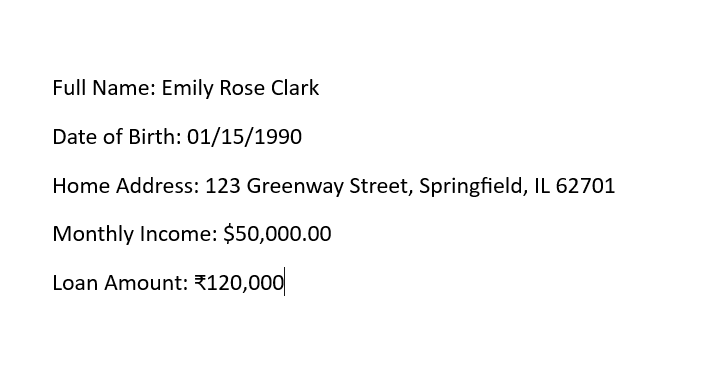 Full Name: Emily Rose Clark
Date of Birth: 01/15/1990
Home Address: 123 Greenway Street, Springfield, IL 62701
Monthly Income: $50,000.00
Loan Amount: ₹120,000